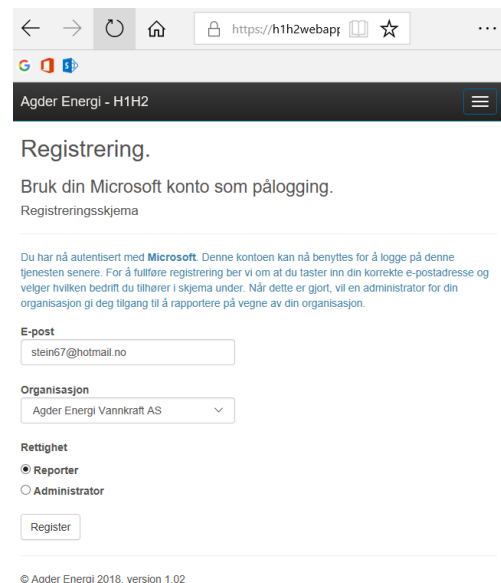 https://h1h2webapp
Agder Energi - H1H2
Registrering.
Bruk din Microsoft konto som pålogging.
Registreringsskjema
Du har nå autentisert med Microsoft. Denne kontoen kan nå benyttes for å logge på denne
tjenesten senere. For å fullføre registrering ber vi om at du taster inn din korrekte e-postadresse og
velger hvilken bedrift du tilhører i skjema under. Når dette er gjort, vil en administrator for din
organisasjon gi deg tilgang til å rapportere på vegne av din organisasjon.
E-post
stein67@hotmail.no
Organisasjon
Agder Energi Vannkraft AS
Rettighet
Reporter
Administrator
Register
© Agder Energi 2018, version 1.02